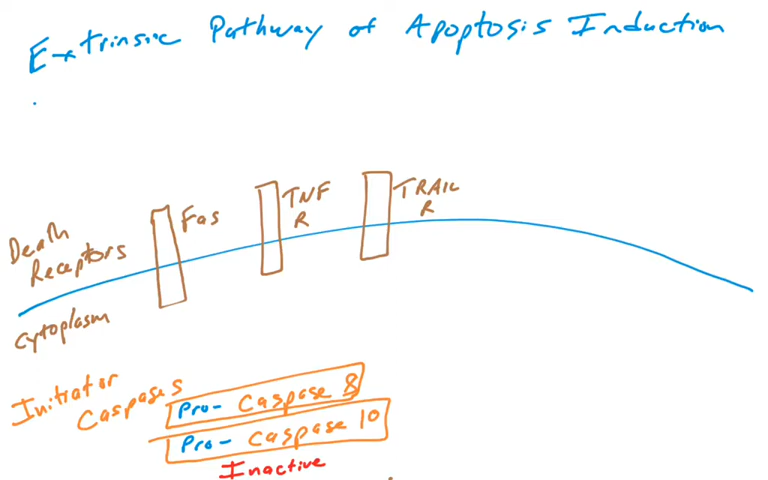 Extrinsic Pathway of Apoptosis Induction
Death
Receptors
Fas
TNF
R
TRAIL
R
Cytoplasm
Initiator
Caspases
Pro- Caspase 8
Pro- Caspase 10
Inactive